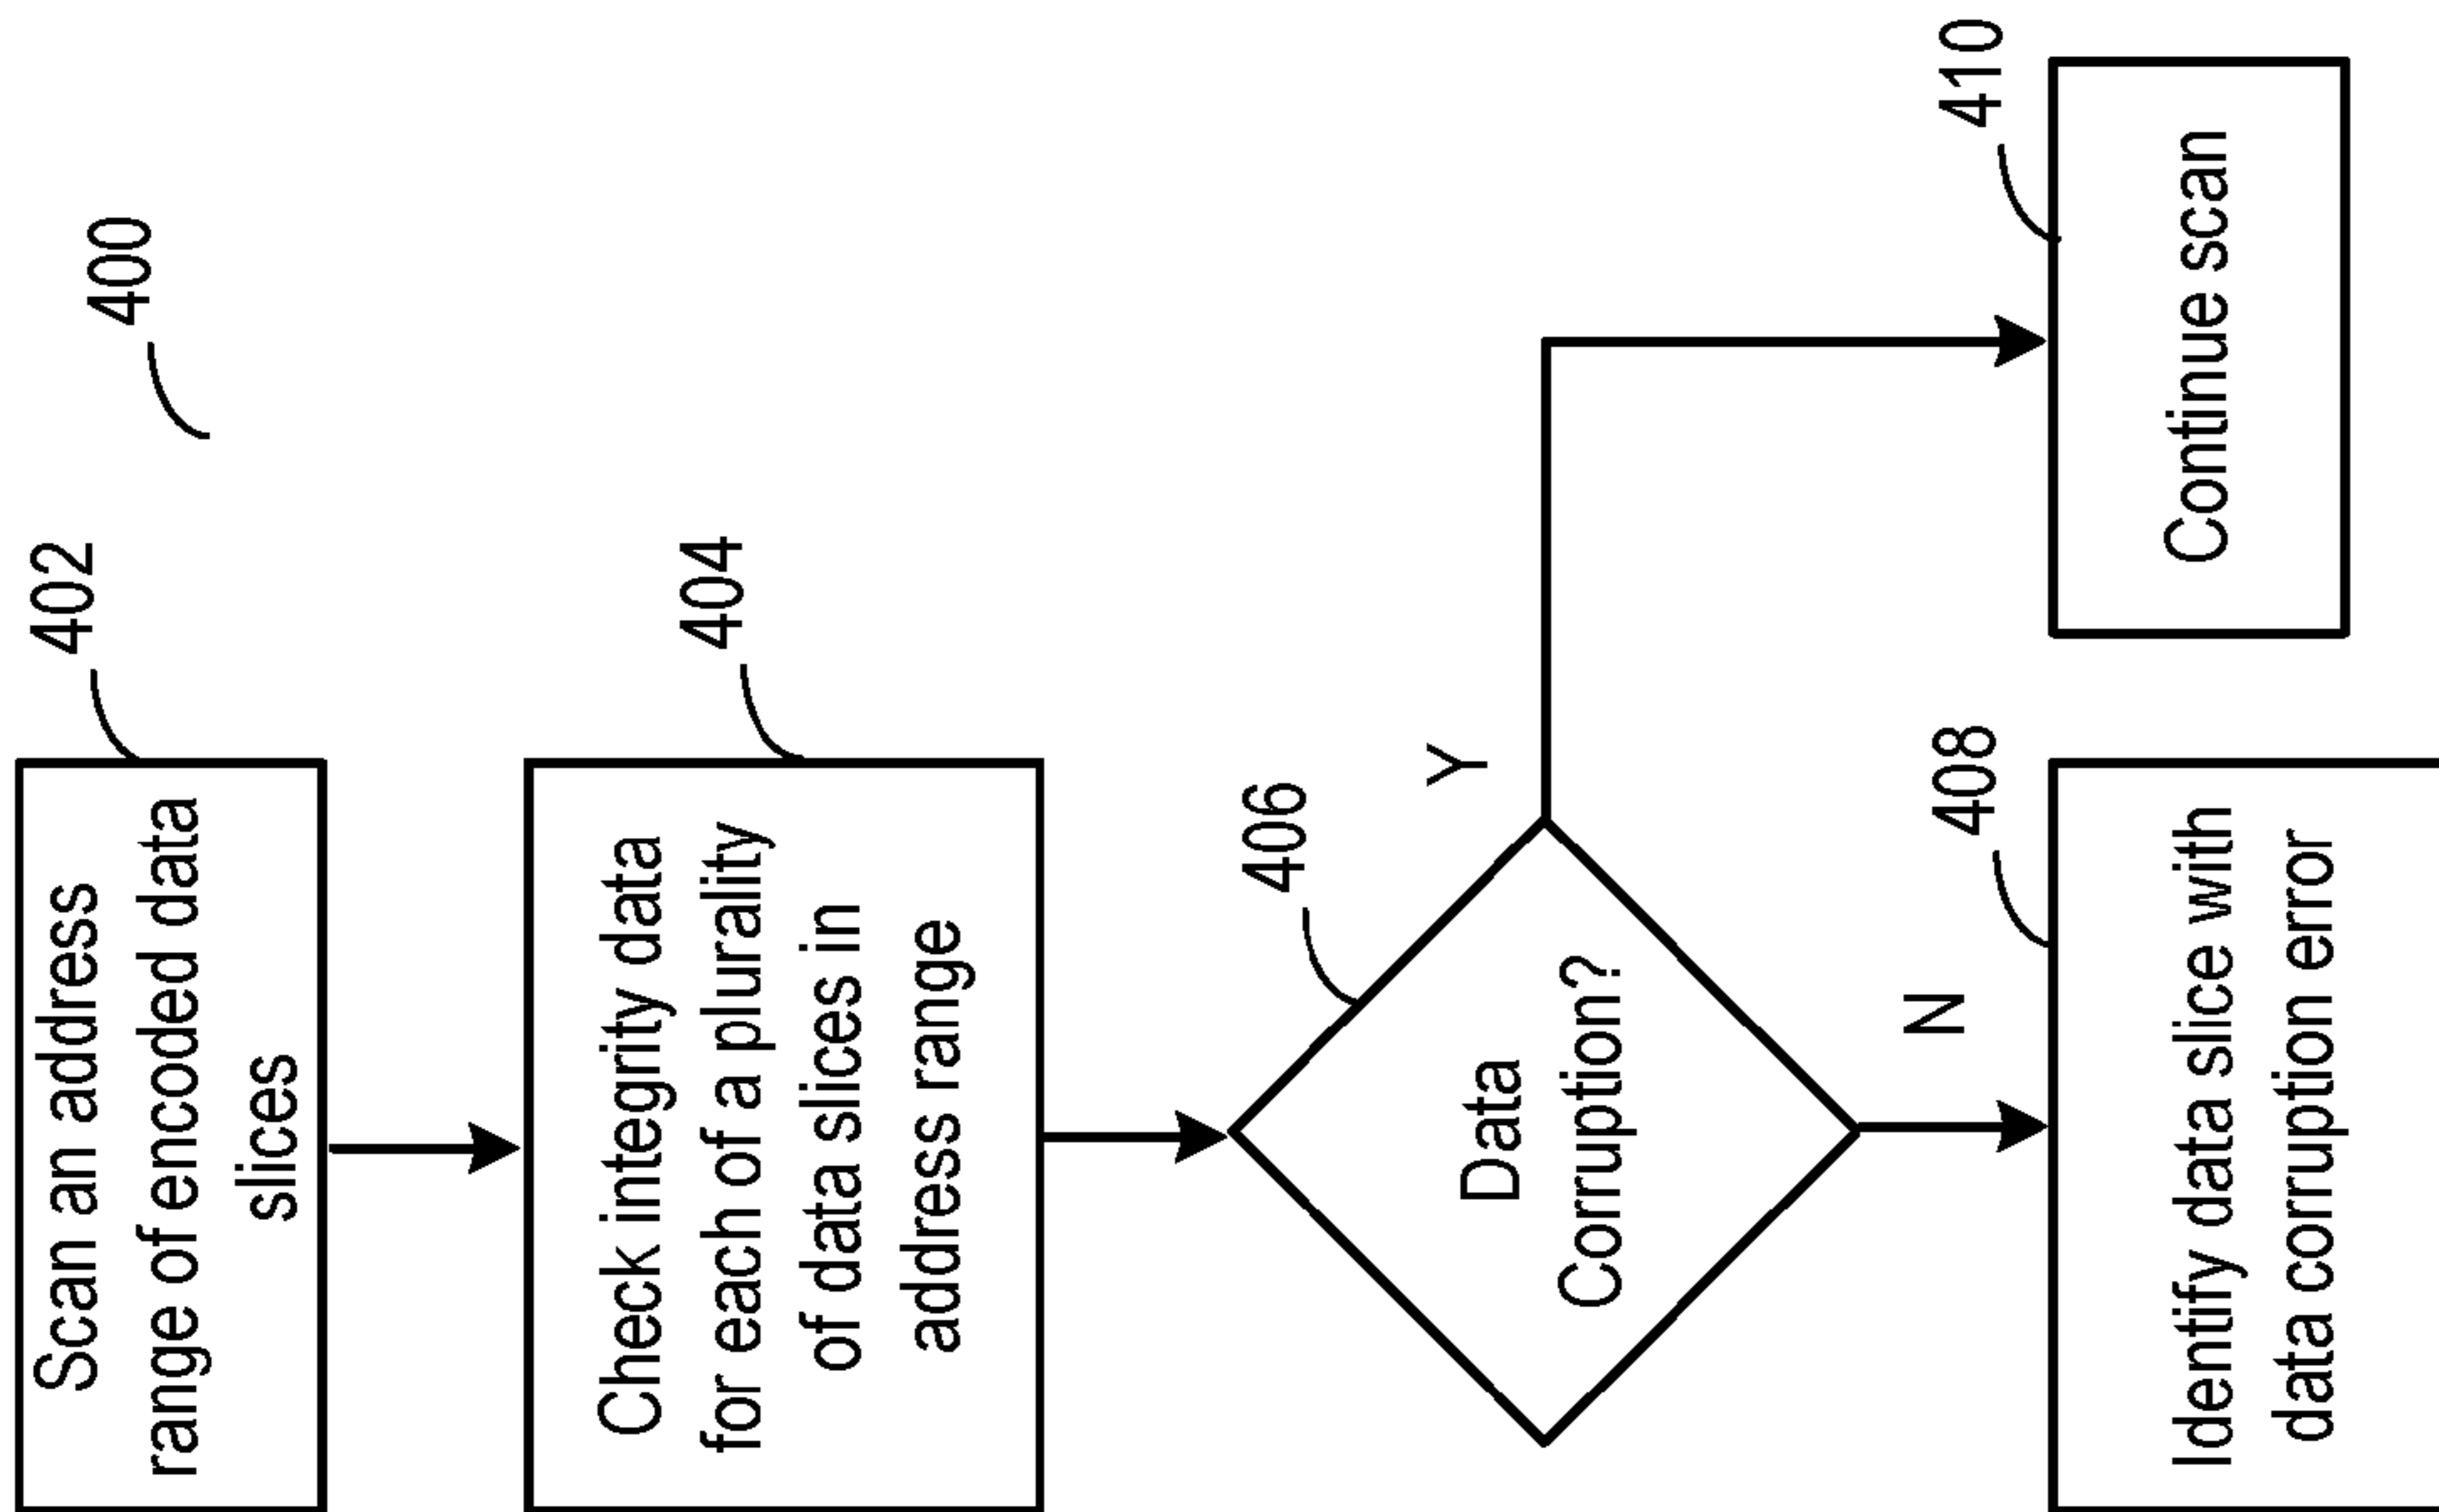 400
402
Scan an address
range of encoded data
slices
404
Check integrity data
for each of a plurality
of data slices in
address range
406
Data
Corruption?
Y
N
408
Identify data slice with
data corruption error
410
Continue scan